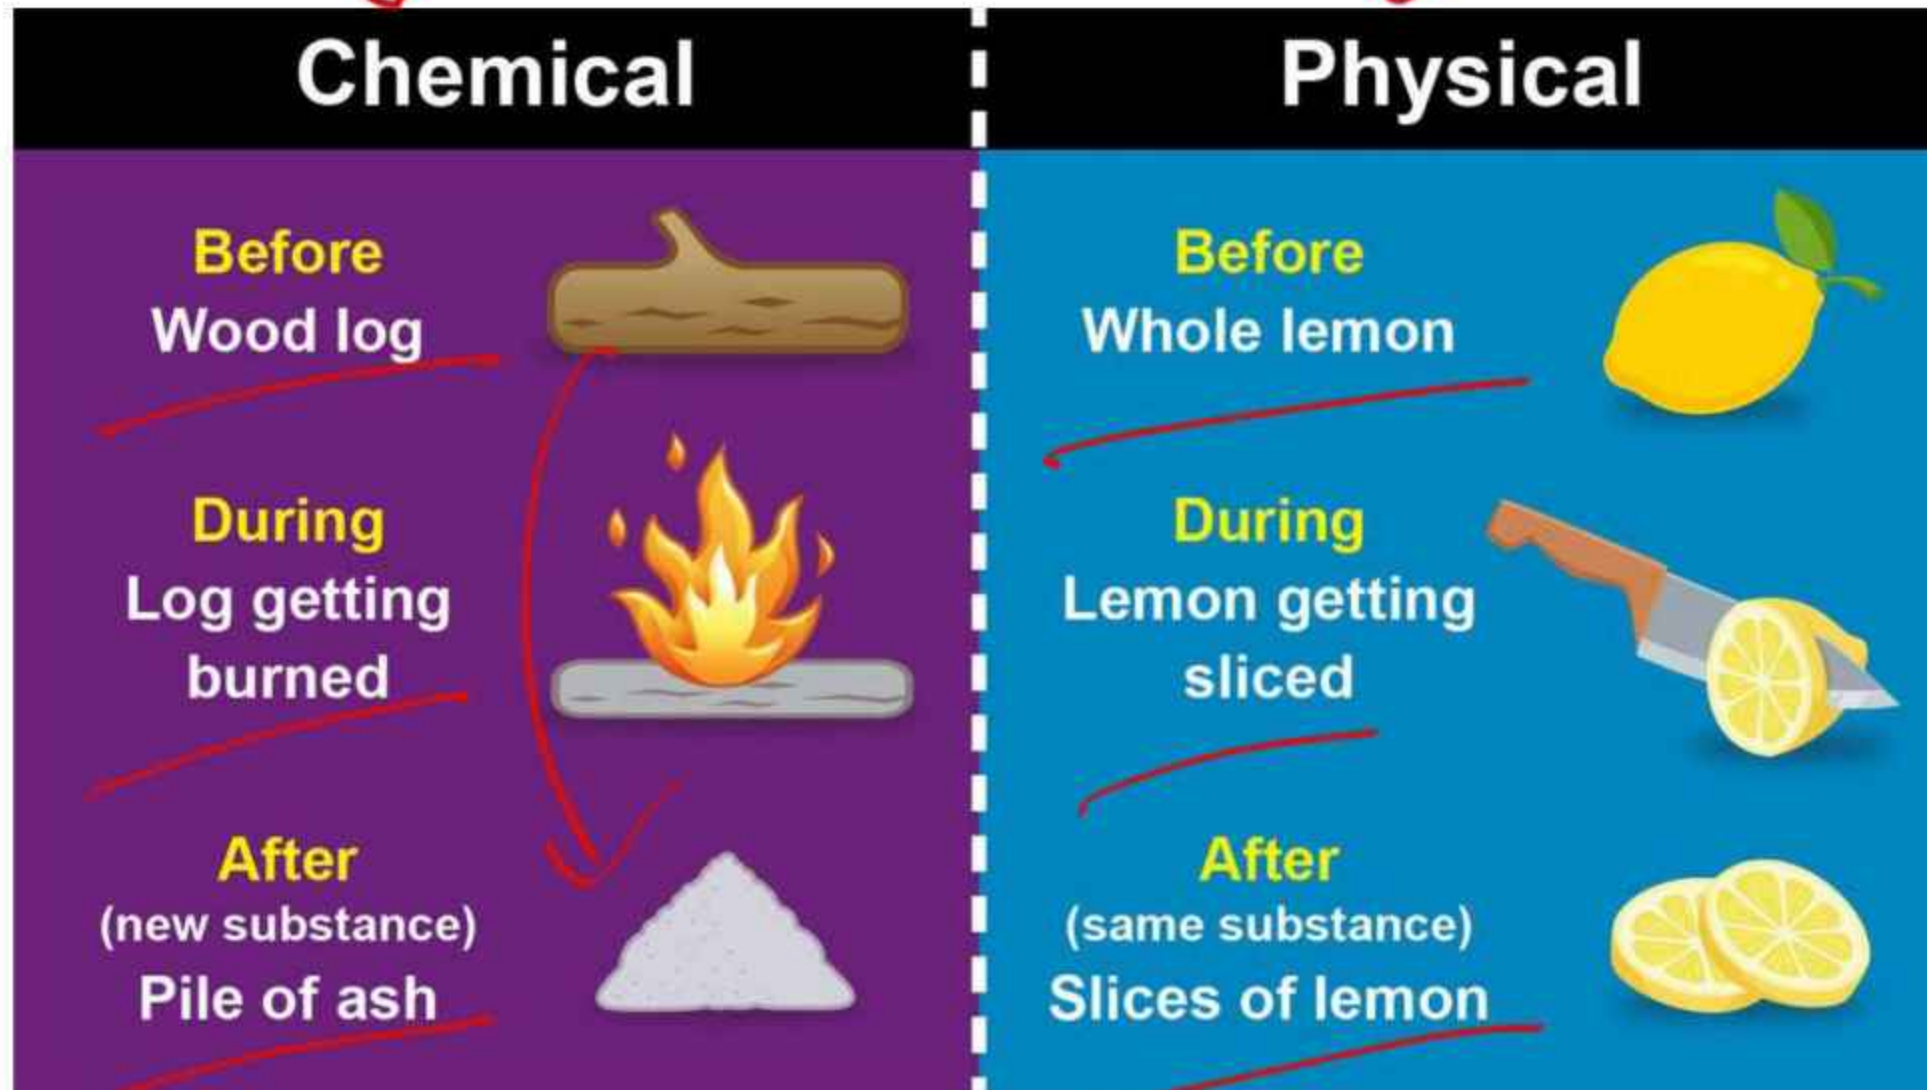 Chemical
Physical
Before
Wood log
During
Log getting
burned
After
(new substance)
Pile of ash
Before
Whole lemon
During
Lemon getting
sliced
After
(same substance)
Slices of lemon